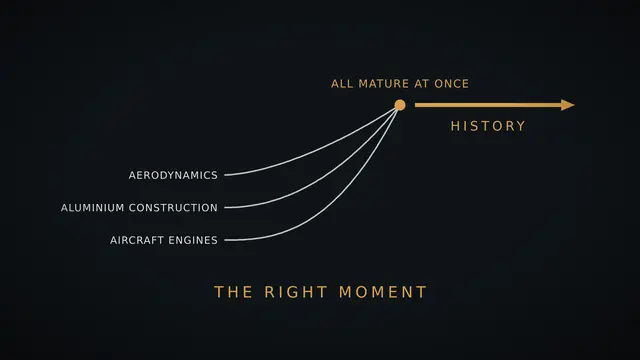 ALL MATURE AT ONCE
HISTORY
AERODYNAMICS
ALUMINIUM CONSTRUCTION
AIRCRAFT ENGINES
THE RIGHT MOMENT